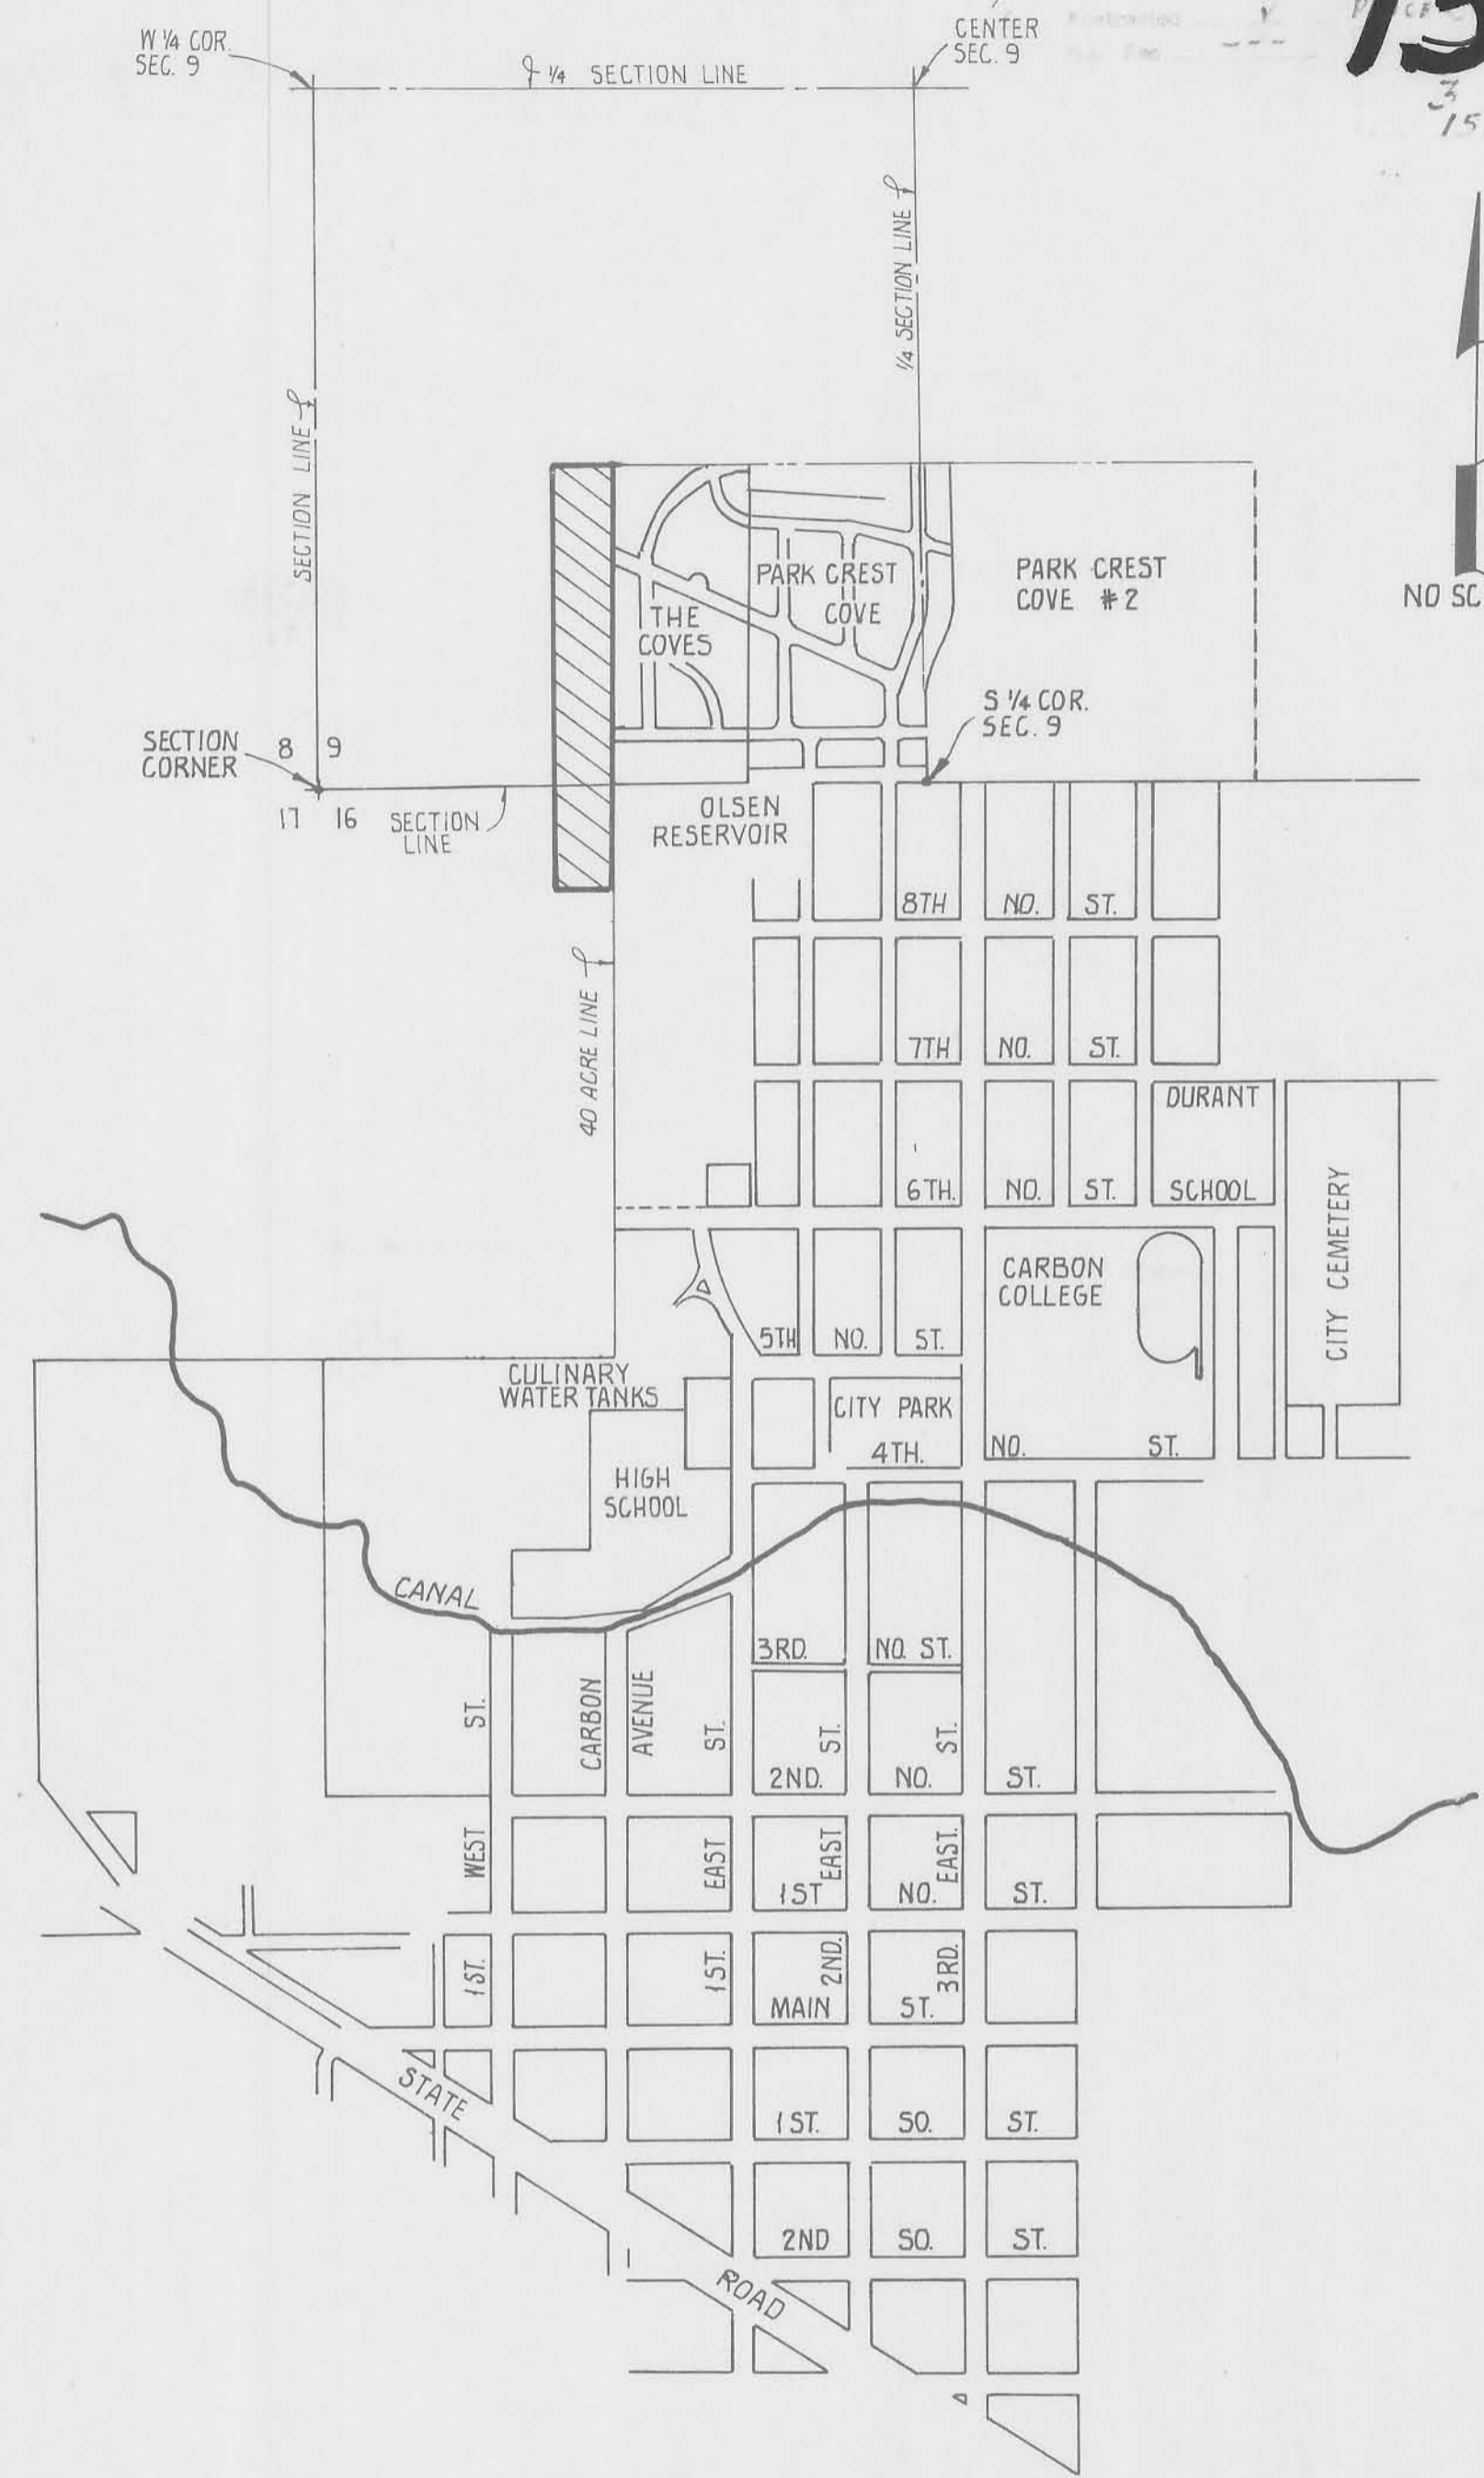 W 1/4 COR.
SEC. 9
1/4 SECTION LINE
CENTER
SEC. 9
3
15
1/4 SECTION LINE
SECTION LINE
PARK CREST
COVE
PARK CREST
COVE #2
NO SC
THE
COVES
S 1/4 COR.
SEC. 9
SECTION
CORNER
8 9
17 16
SECTION
LINE
OLSEN
RESERVOIR
8TH NO. ST.
40 ACRE LINE
7TH NO. ST.
DURANT
SCHOOL
6TH. NO. ST.
CITY CEMETERY
CARBON
COLLEGE
5TH NO. ST.
CULINARY
WATER TANKS
CITY PARK
4TH. NO. ST.
HIGH
SCHOOL
CANAL
3RD. NO. ST.
CARBON
AVENUE
2ND. NO. ST.
1ST. WEST ST.
1ST. EAST ST.
2ND. EAST ST.
3RD. EAST. ST.
1ST NO. ST.
MAIN ST.
STATE
1ST. SO. ST.
2ND SO. ST.
ROAD